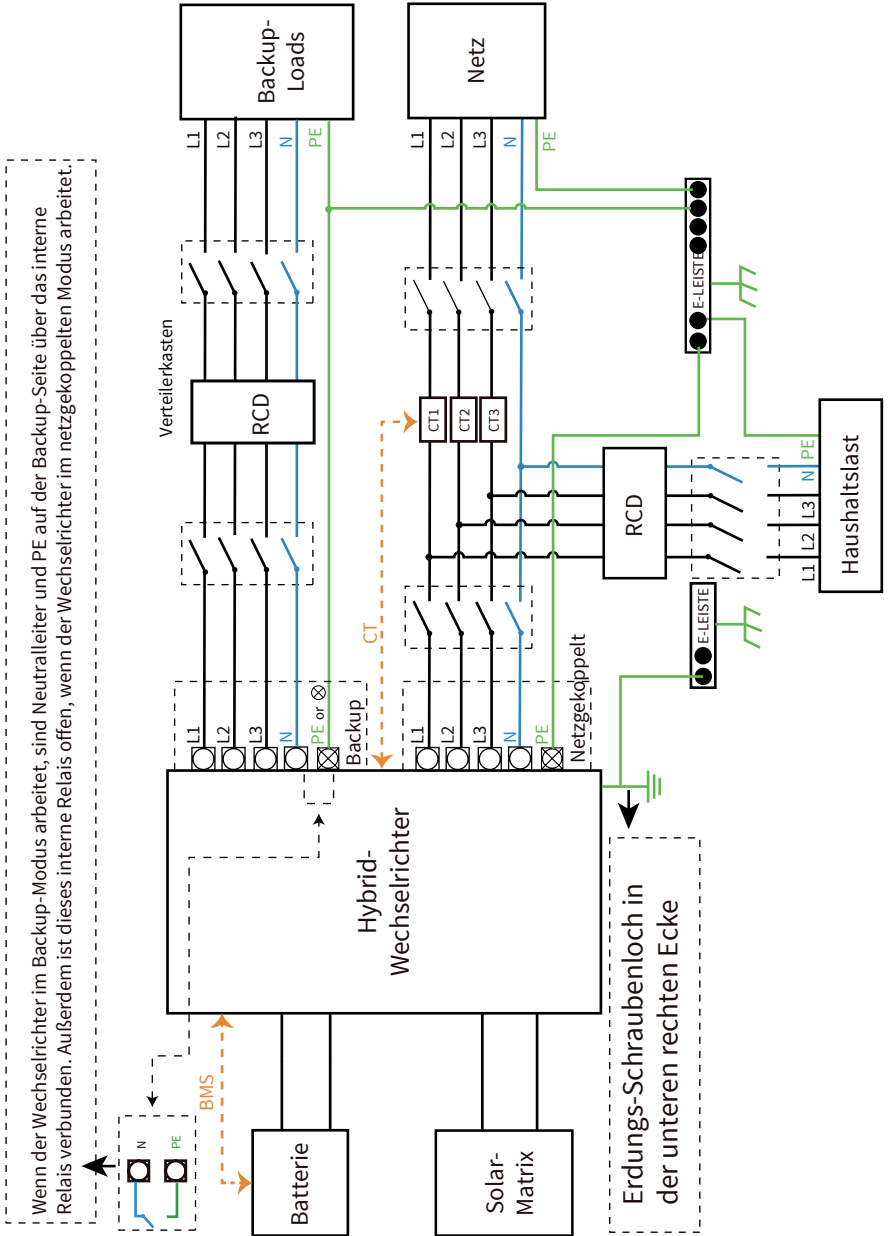 Wenn der Wechselrichter im Backup-Modus arbeitet, sind Neutralleiter und PE auf der Backup-Seite über das interne
Relais verbunden. Außerdem ist dieses interne Relais offen, wenn der Wechselrichter im netzgekoppelten Modus arbeitet.
N
PE
Verteilerkasten
Backup-
Loads
L1
L2
L3
N
PE
RCD
L1
L2
L3
N
PE or
Backup
BMS
Batterie
Hybrid-
Wechselrichter
CT
Netz
L1
L2
L3
N
PE
CT1
CT2
CT3
L1
L2
L3
N
PE
Netzgekoppelt
Solar-
Matrix
RCD
E-LEISTE
E-LEISTE
L1
L2
L3
N
PE
Haushaltslast
Erdungs-Schraubenloch in
der unteren rechten Ecke